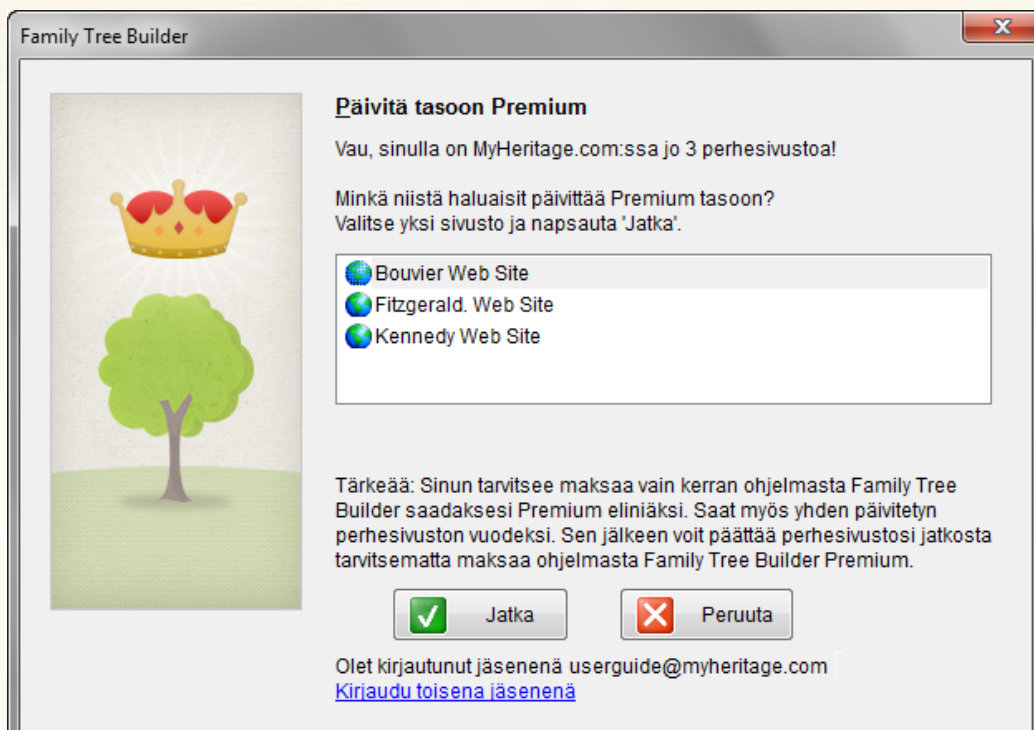 Family Tree Builder
Päivitä tasoon Premium
Vau, sinulla on MyHeritage.com:ssa jo 3 perhesivustoa!
Minkä niistä haluaisit päivittää Premium tasoon?
Valitse yksi sivusto ja napsauta 'Jatka'.
Bouvier Web Site
Fitzgerald. Web Site
Kennedy Web Site
Tärkeää: Sinun tarvitsee maksaa vain kerran ohjelmasta Family Tree
Builder saadaksesi Premium eliniäksi. Saat myös yhden päivitetyn
perhesivuston vuodeksi. Sen jälkeen voit päättää perhesivustosi jatkosta
tarvitsematta maksaa ohjelmasta Family Tree Builder Premium.
Jatka
Peruuta
Olet kirjautunut jäsenenä userguide@myheritage.com
Kirjaudu toisena jäsenenä